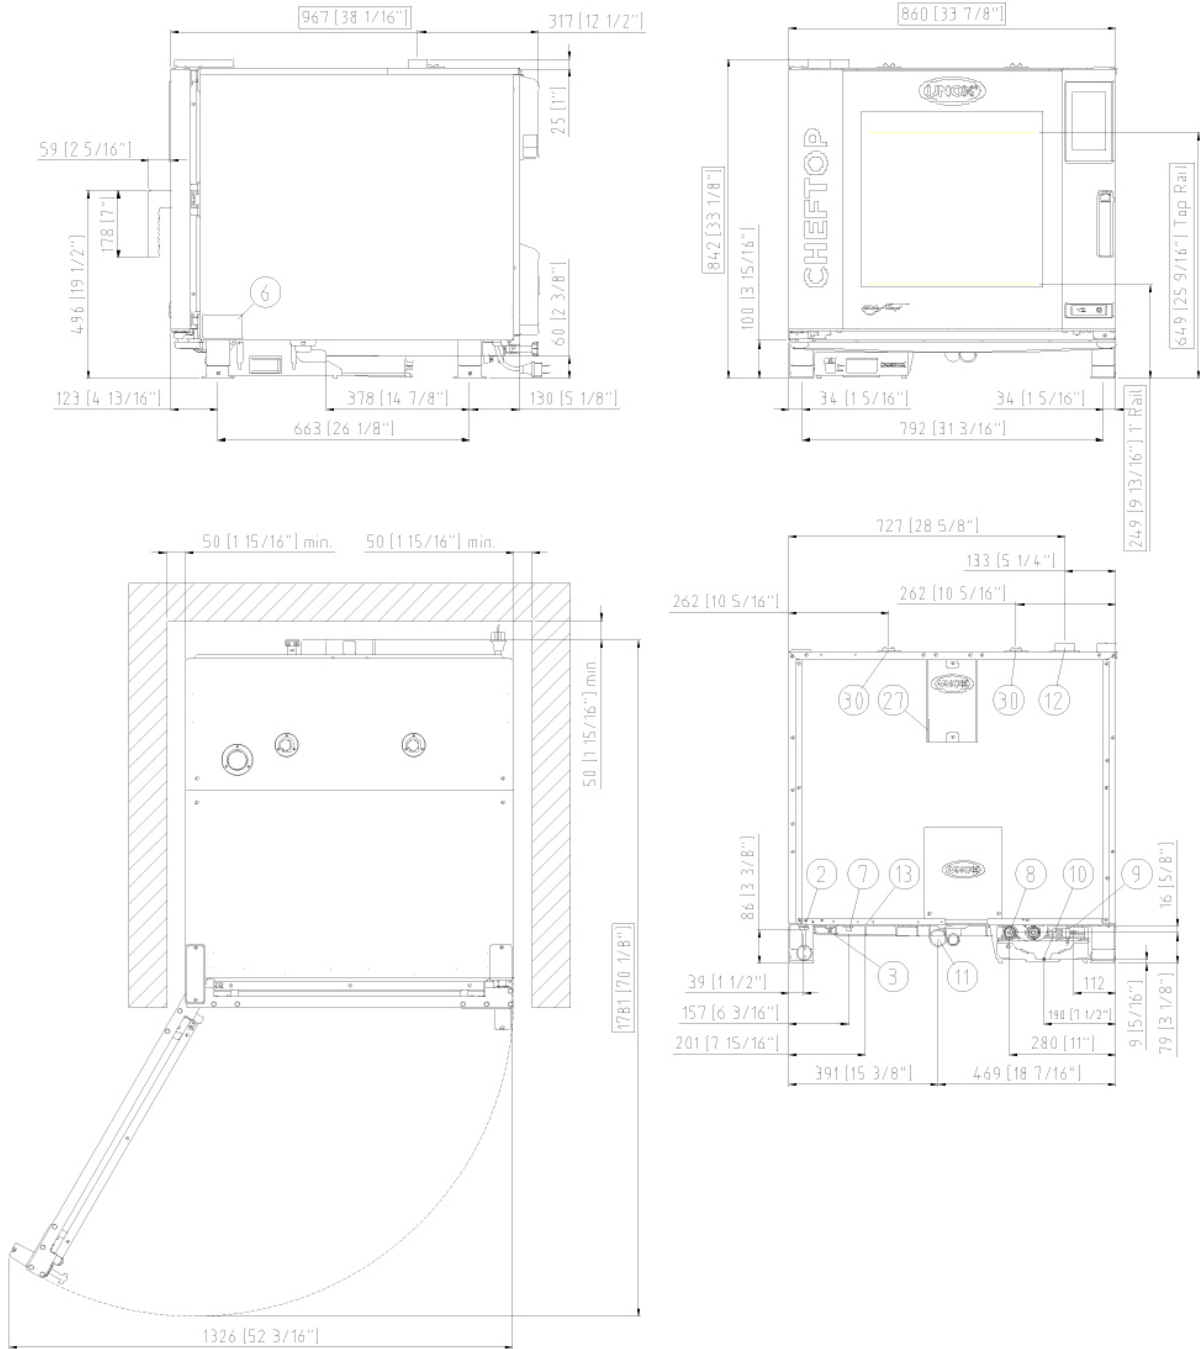 967 [38 1/16"]
317 [12 1/2"]
25 [1"]
59 [2 5/16"]
178 [7"]
496 [19 1/2"]
6
60 [2 3/8"]
123 [4 13/16"]
378 [14 7/8"]
130 [5 1/8"]
663 [26 1/8"]
860 [33 7/8"]
UNOX
CHEFTOP
842 [33 1/8"]
100 [3 15/16"]
649 [25 9/16"] Top Rail
34 [1 5/16"]
34 [1 5/16"]
792 [31 3/16"]
249 [9 13/16"] 1' Rail
50 [1 15/16"] min.
50 [1 15/16"] min.
50 [1 15/16"] min
1781 [70 1/8"]
1326 [52 3/16"]
727 [28 5/8"]
133 [5 1/4"]
262 [10 5/16"]
262 [10 5/16"]
30
27
30
12
UNOX
UNOX
86 [3 3/8"]
2
7
13
8
10
9
16 [5/8"]
3
11
39 [1 1/2"]
112
157 [6 3/16"]
190 [7 1/2"]
201 [7 15/16"]
280 [11"]
9 [5/16"]
79 [3 1/8"]
391 [15 3/8"]
469 [18 7/16"]